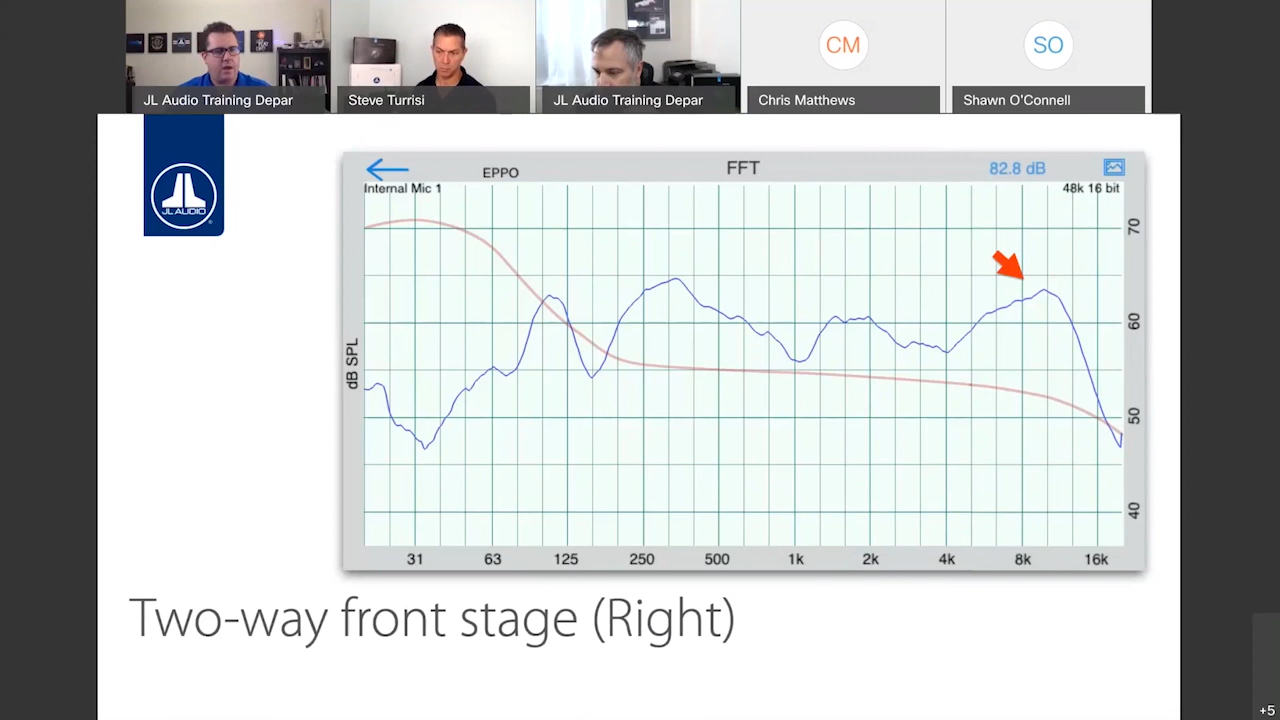 CM
SO
JL Audio Training Depar
Steve Turrisi
JL Audio Training Depar
Chris Matthews
Shawn O'Connell
JL AUDIO
EPPO
FFT
82.8 dB
Internal Mic 1
48k 16 bit
dB SPL
70
60
50
40
31 63 125 250 500 1k 2k 4k 8k 16k
Two-way front stage (Right)
+5